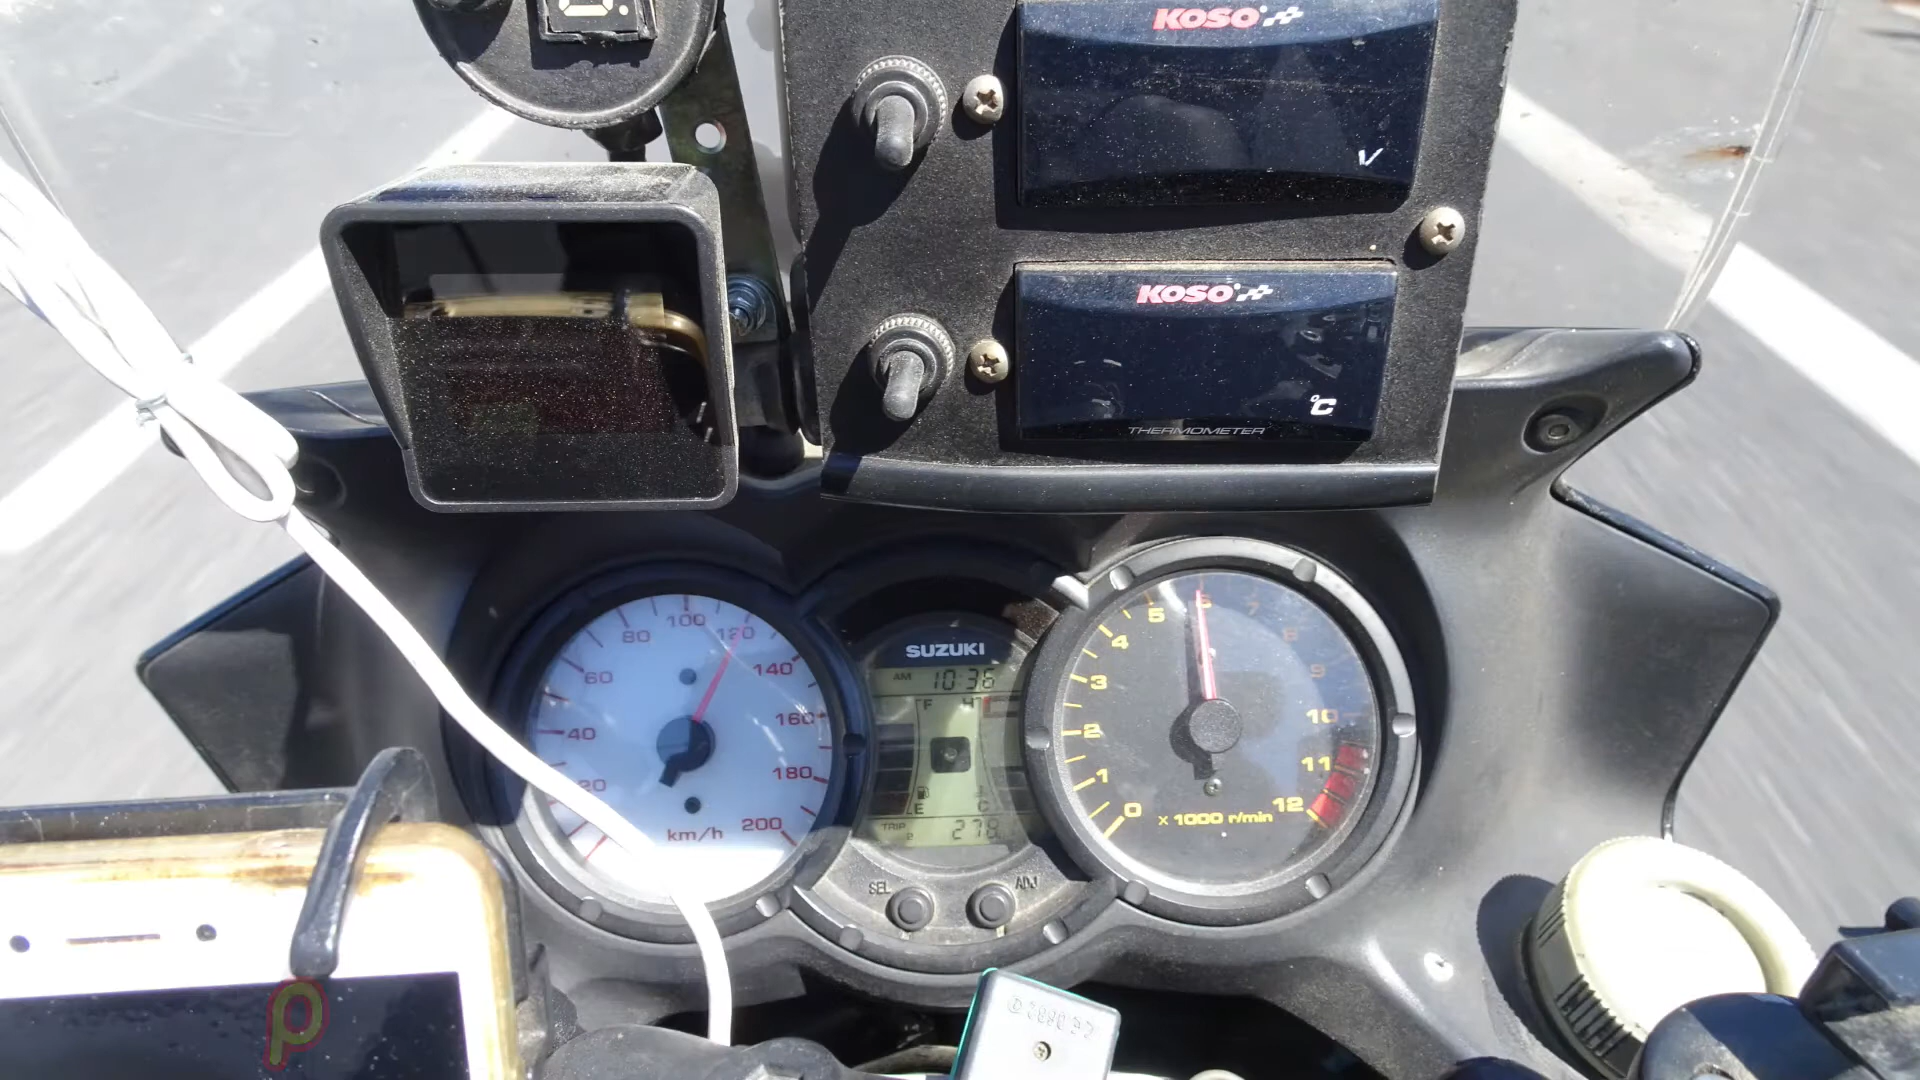 KOSO
V
KOSO
°C
THERMOMETER
20
40
60
80
100
120
140
160
180
200
km/h
SUZUKI
AM 10:36
F H
E C
TRIP 2 278
SEL ADJ
0
1
2
3
4
5
6
7
8
9
10
11
12
x 1000 r/min